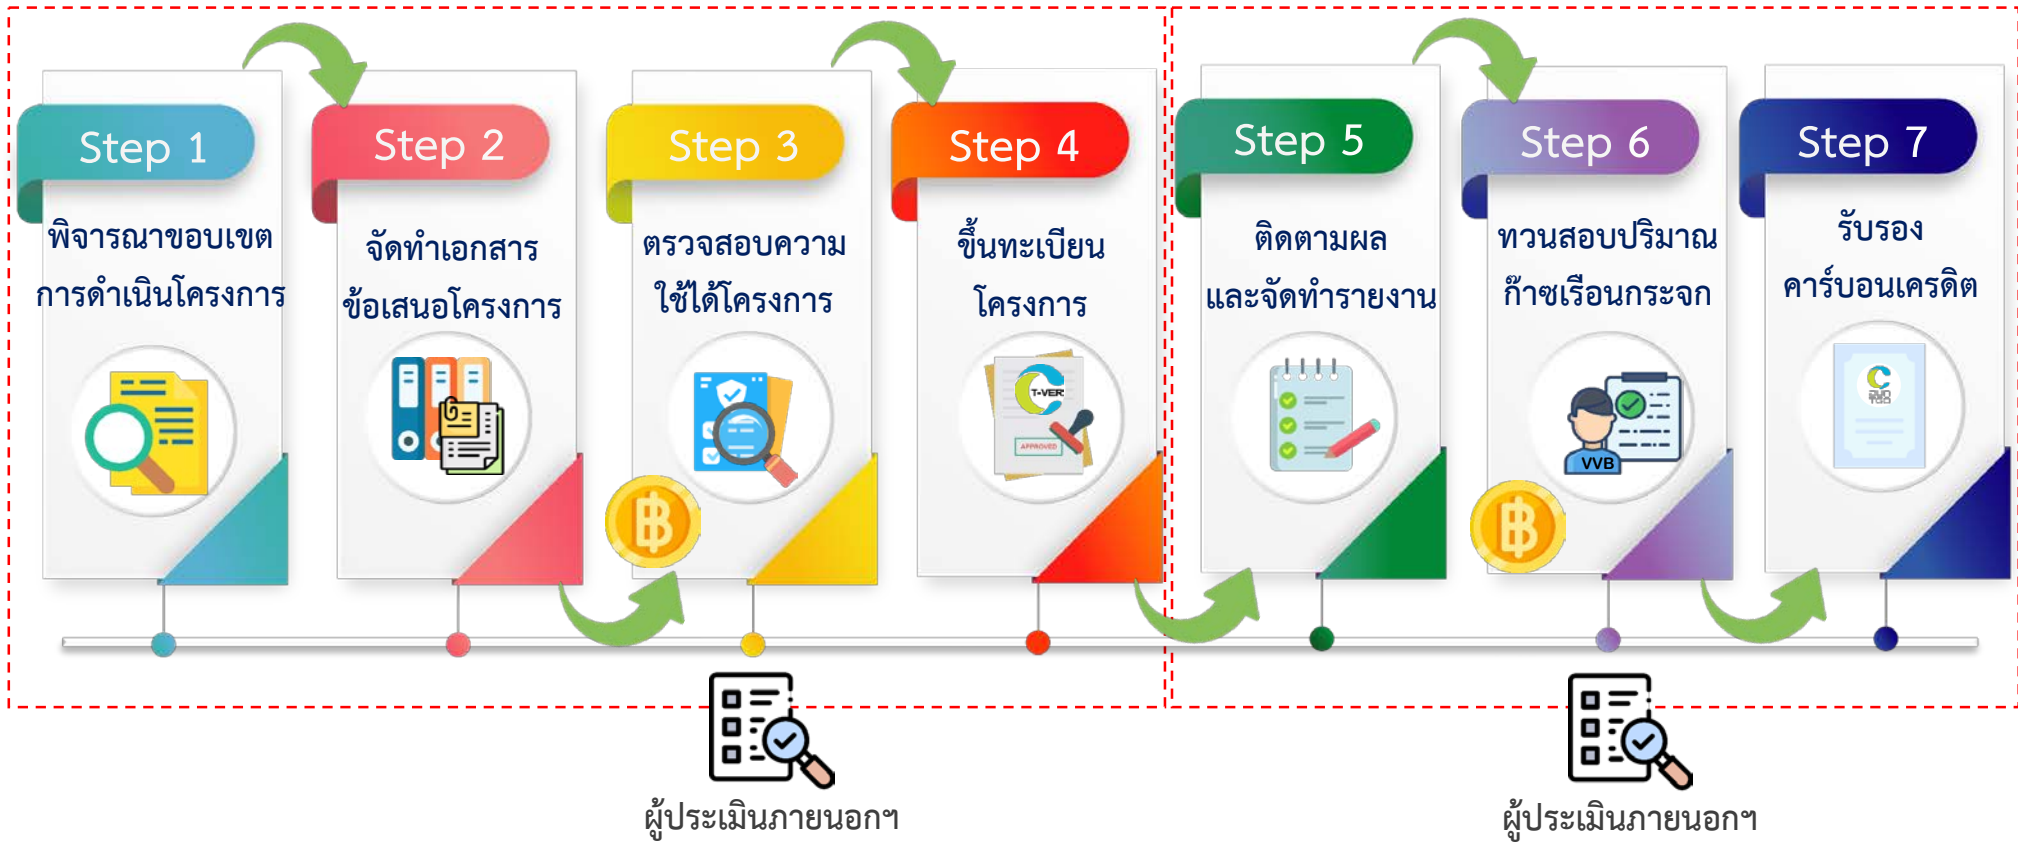 Step 1
พิจารณาขอบเขต
การดำเนินโครงการ
Step 2
จัดทำเอกสาร
ข้อเสนอโครงการ
Step 3
ตรวจสอบความ
ใช้ได้โครงการ
Step 4
ขึ้นทะเบียน
โครงการ
T-VER
APPROVED
Step 5
ติดตามผล
และจัดทำรายงาน
Step 6
ทวนสอบปริมาณ
ก๊าซเรือนกระจก
VVB
Step 7
รับรอง
คาร์บอนเครดิต
ผู้ประเมินภายนอกฯ
ผู้ประเมินภายนอกฯ